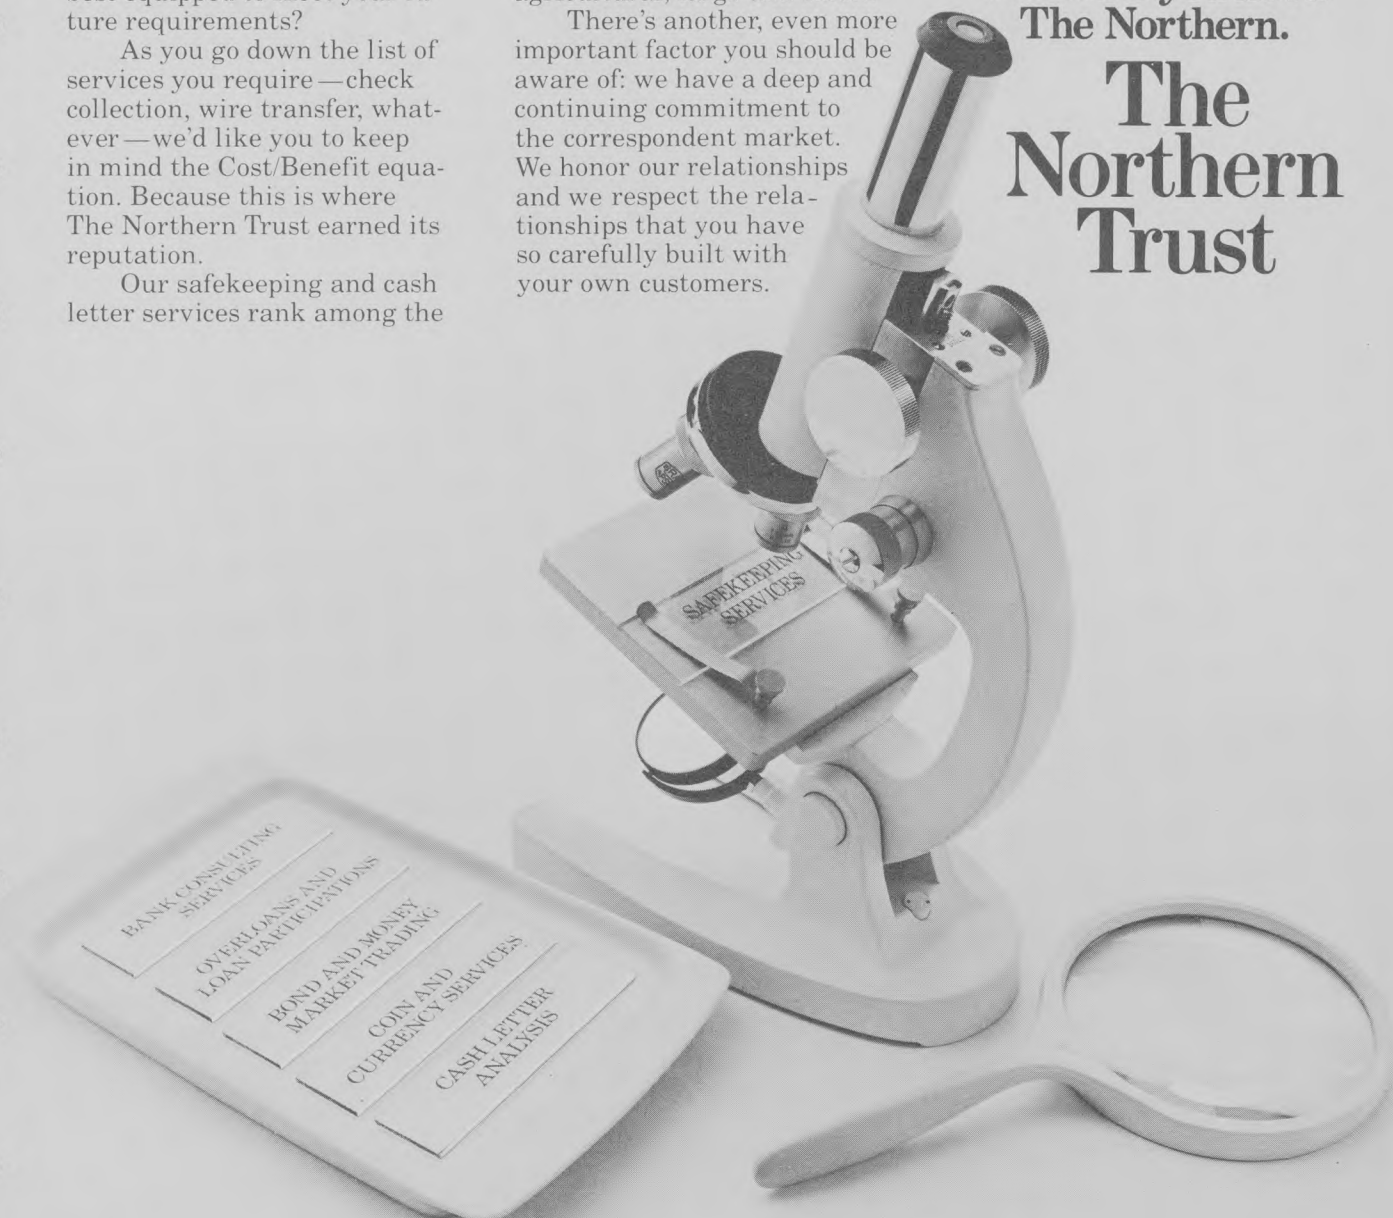 ture requirements?
As you go down the list of
services you require—check
collection, wire transfer, what-
ever—we'd like you to keep
in mind the Cost/Benefit equa-
tion. Because this is where
The Northern Trust earned its
reputation.
Our safekeeping and cash
letter services rank among the
There's another, even more
important factor you should be
aware of: we have a deep and
continuing commitment to
the correspondent market.
We honor our relationships
and we respect the rela-
tionships that you have
so carefully built with
your own customers.
The Northern.
The
Northern
Trust
SAFEKEEPING
SERVICES
BANK CONSULTING
SERVICES
OVERLOANS AND
LOAN PARTICIPATIONS
BOND AND MONEY
MARKET TRADING
COIN AND
CURRENCY SERVICES
CASH LETTER
ANALYSIS